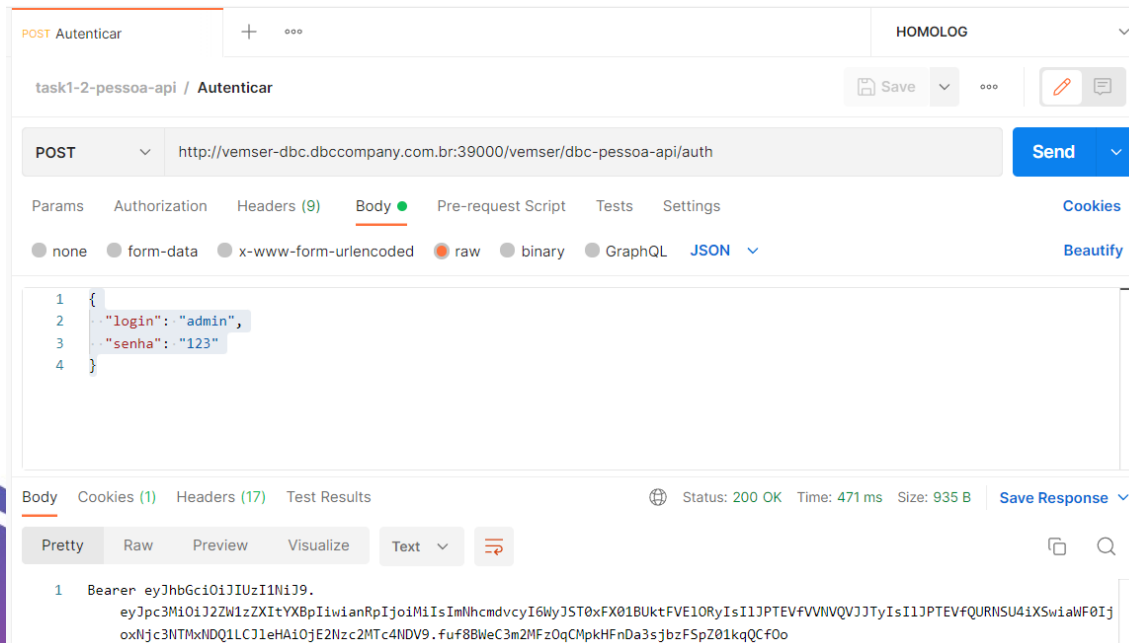 POST Autenticar
HOMOLOG
task1-2-pessoa-api / Autenticar
Save
POST http://vemser-dbc.dbccompany.com.br:39000/vemser/dbc-pessoa-api/auth Send
Params Authorization Headers (9) Body Pre-request Script Tests Settings Cookies
none form-data x-www-form-urlencoded raw binary GraphQL JSON Beautify
1 {
2 "login": "admin",
3 "senha": "123"
4 }
Body Cookies (1) Headers (17) Test Results Status: 200 OK Time: 471 ms Size: 935 B Save Response
Pretty Raw Preview Visualize Text
1 Bearer eyJhbGciOiJIUzI1NiJ9.
eyJpc3MiOiJ2ZW1zZXItYXBpIiwianRpIjoiMiIsImNhcmdvcyI6WyJST0xFX01BUktFVElORyIsIlJPTEVfVVNVQVJJTyIsIlJPTEVfQURNSU4iXSwiaWF0Ij
oxNjc3NTMxNDQ1LCJleHAiOjE2Nzc2MTc4NDV9.fuf8BWeC3m2MFzOqCMpkHFnDa3sjbzFSpZ01kqQCfOo